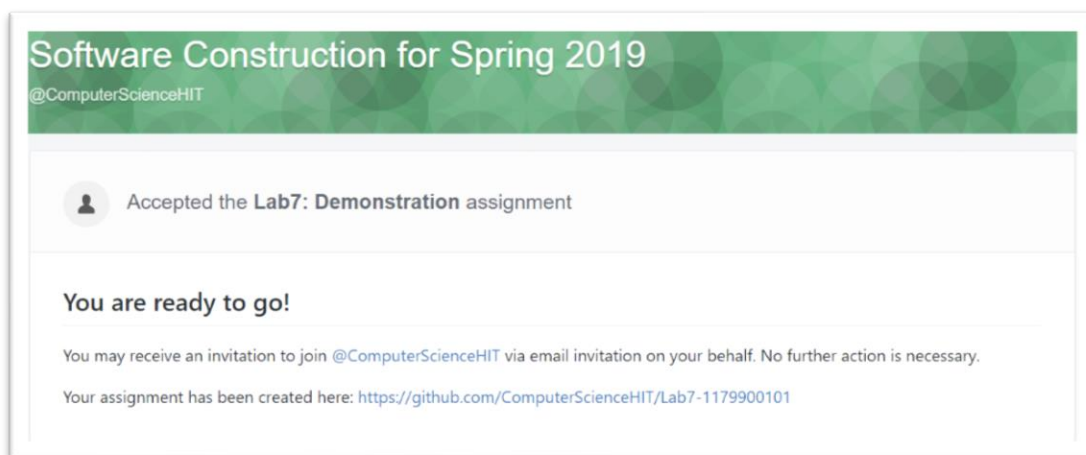 Software Construction for Spring 2019
@ComputerScienceHIT
Accepted the Lab7: Demonstration assignment
You are ready to go!
You may receive an invitation to join @ComputerScienceHIT via email invitation on your behalf. No further action is necessary.
Your assignment has been created here: https://github.com/ComputerScienceHIT/Lab7-1179900101